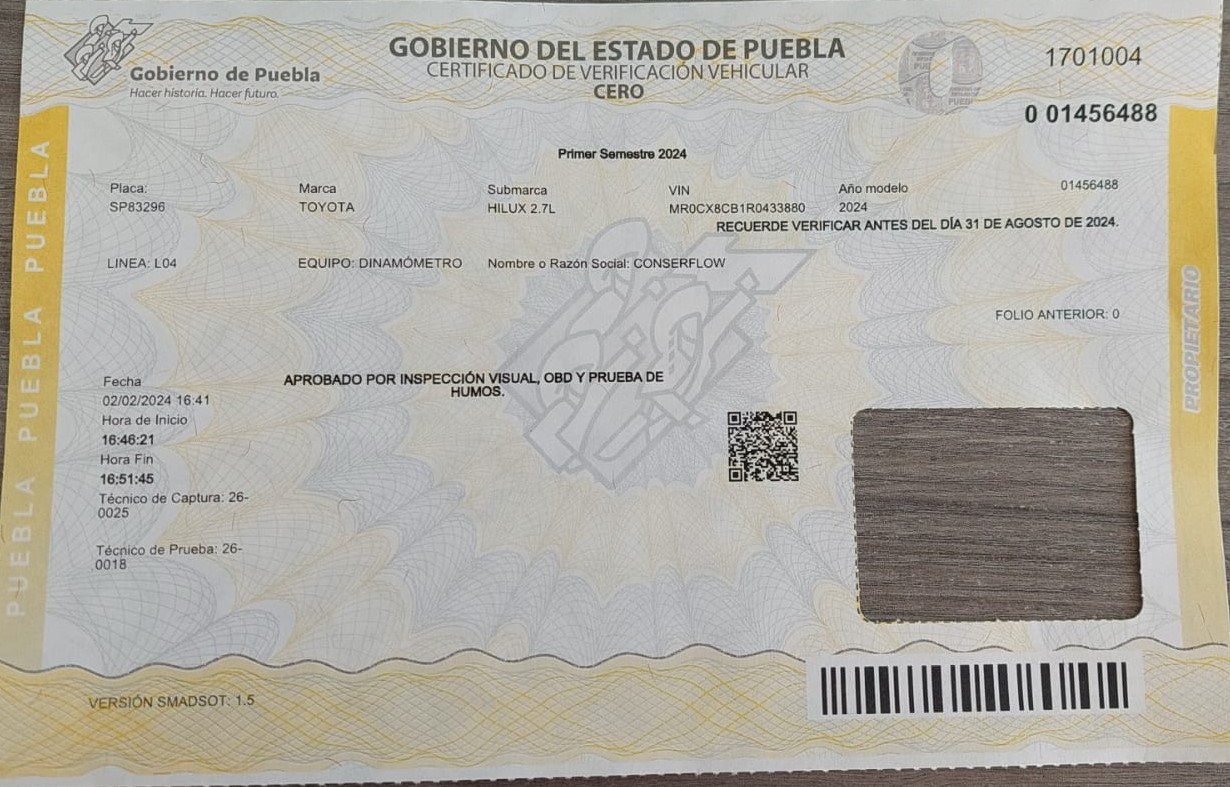 Gobierno de Puebla
Hacer historia. Hacer futuro.
GOBIERNO DEL ESTADO DE PUEBLA
CERTIFICADO DE VERIFICACIÓN VEHICULAR
CERO
1701004
0 01456488
Primer Semestre 2024
Placa: Marca Submarca VIN Año modelo 01456488
SP83296 TOYOTA HILUX 2.7L MR0CX8CB1R0433880 2024
RECUERDE VERIFICAR ANTES DEL DÍA 31 DE AGOSTO DE 2024.
LINEA: L04 EQUIPO: DINAMÓMETRO Nombre o Razón Social: CONSERFLOW
FOLIO ANTERIOR: 0
APROBADO POR INSPECCIÓN VISUAL, OBD Y PRUEBA DE
HUMOS.
Fecha
02/02/2024 16:41
Hora de Inicio
16:46:21
Hora Fin
16:51:45
Técnico de Captura: 26-
0025
Técnico de Prueba: 26-
0018
VERSIÓN SMADSOT: 1.5
PUEBLA PUEBLA PUEBLA PUEBLA
PROPIETARIO